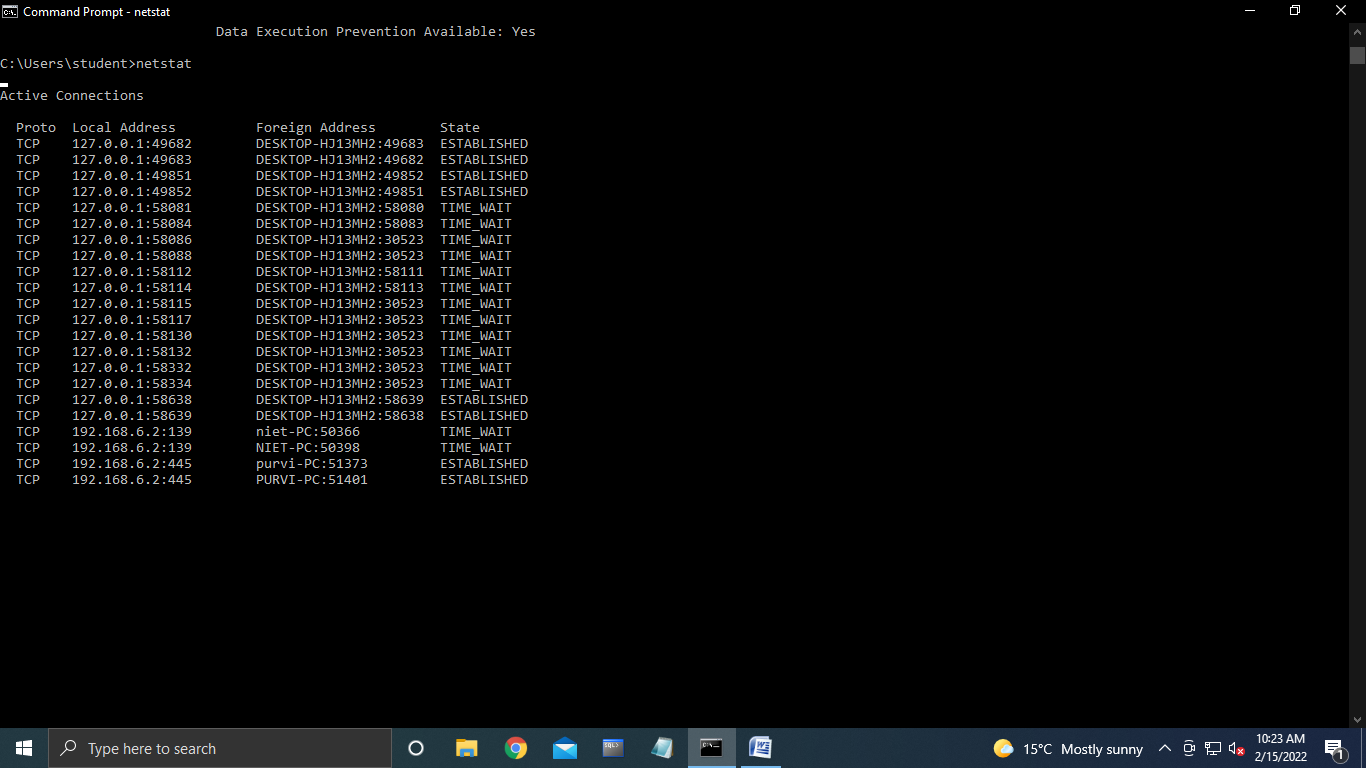 Command Prompt - netstat
Data Execution Prevention Available: Yes
C:\Users\student>netstat
Active Connections
Proto  Local Address          Foreign Address        State
TCP    127.0.0.1:49682        DESKTOP-HJ13MH2:49683  ESTABLISHED
TCP    127.0.0.1:49683        DESKTOP-HJ13MH2:49682  ESTABLISHED
TCP    127.0.0.1:49851        DESKTOP-HJ13MH2:49852  ESTABLISHED
TCP    127.0.0.1:49852        DESKTOP-HJ13MH2:49851  ESTABLISHED
TCP    127.0.0.1:58081        DESKTOP-HJ13MH2:58080  TIME_WAIT
TCP    127.0.0.1:58084        DESKTOP-HJ13MH2:58083  TIME_WAIT
TCP    127.0.0.1:58086        DESKTOP-HJ13MH2:30523  TIME_WAIT
TCP    127.0.0.1:58088        DESKTOP-HJ13MH2:30523  TIME_WAIT
TCP    127.0.0.1:58112        DESKTOP-HJ13MH2:58111  TIME_WAIT
TCP    127.0.0.1:58114        DESKTOP-HJ13MH2:58113  TIME_WAIT
TCP    127.0.0.1:58115        DESKTOP-HJ13MH2:30523  TIME_WAIT
TCP    127.0.0.1:58117        DESKTOP-HJ13MH2:30523  TIME_WAIT
TCP    127.0.0.1:58130        DESKTOP-HJ13MH2:30523  TIME_WAIT
TCP    127.0.0.1:58132        DESKTOP-HJ13MH2:30523  TIME_WAIT
TCP    127.0.0.1:58332        DESKTOP-HJ13MH2:30523  TIME_WAIT
TCP    127.0.0.1:58334        DESKTOP-HJ13MH2:30523  TIME_WAIT
TCP    127.0.0.1:58638        DESKTOP-HJ13MH2:58639  ESTABLISHED
TCP    127.0.0.1:58639        DESKTOP-HJ13MH2:58638  ESTABLISHED
TCP    192.168.6.2:139        niet-PC:50366          TIME_WAIT
TCP    192.168.6.2:139        NIET-PC:50398          TIME_WAIT
TCP    192.168.6.2:445        purvi-PC:51373         ESTABLISHED
TCP    192.168.6.2:445        PURVI-PC:51401         ESTABLISHED
Type here to search
15°C Mostly sunny
10:23 AM
2/15/2022
1